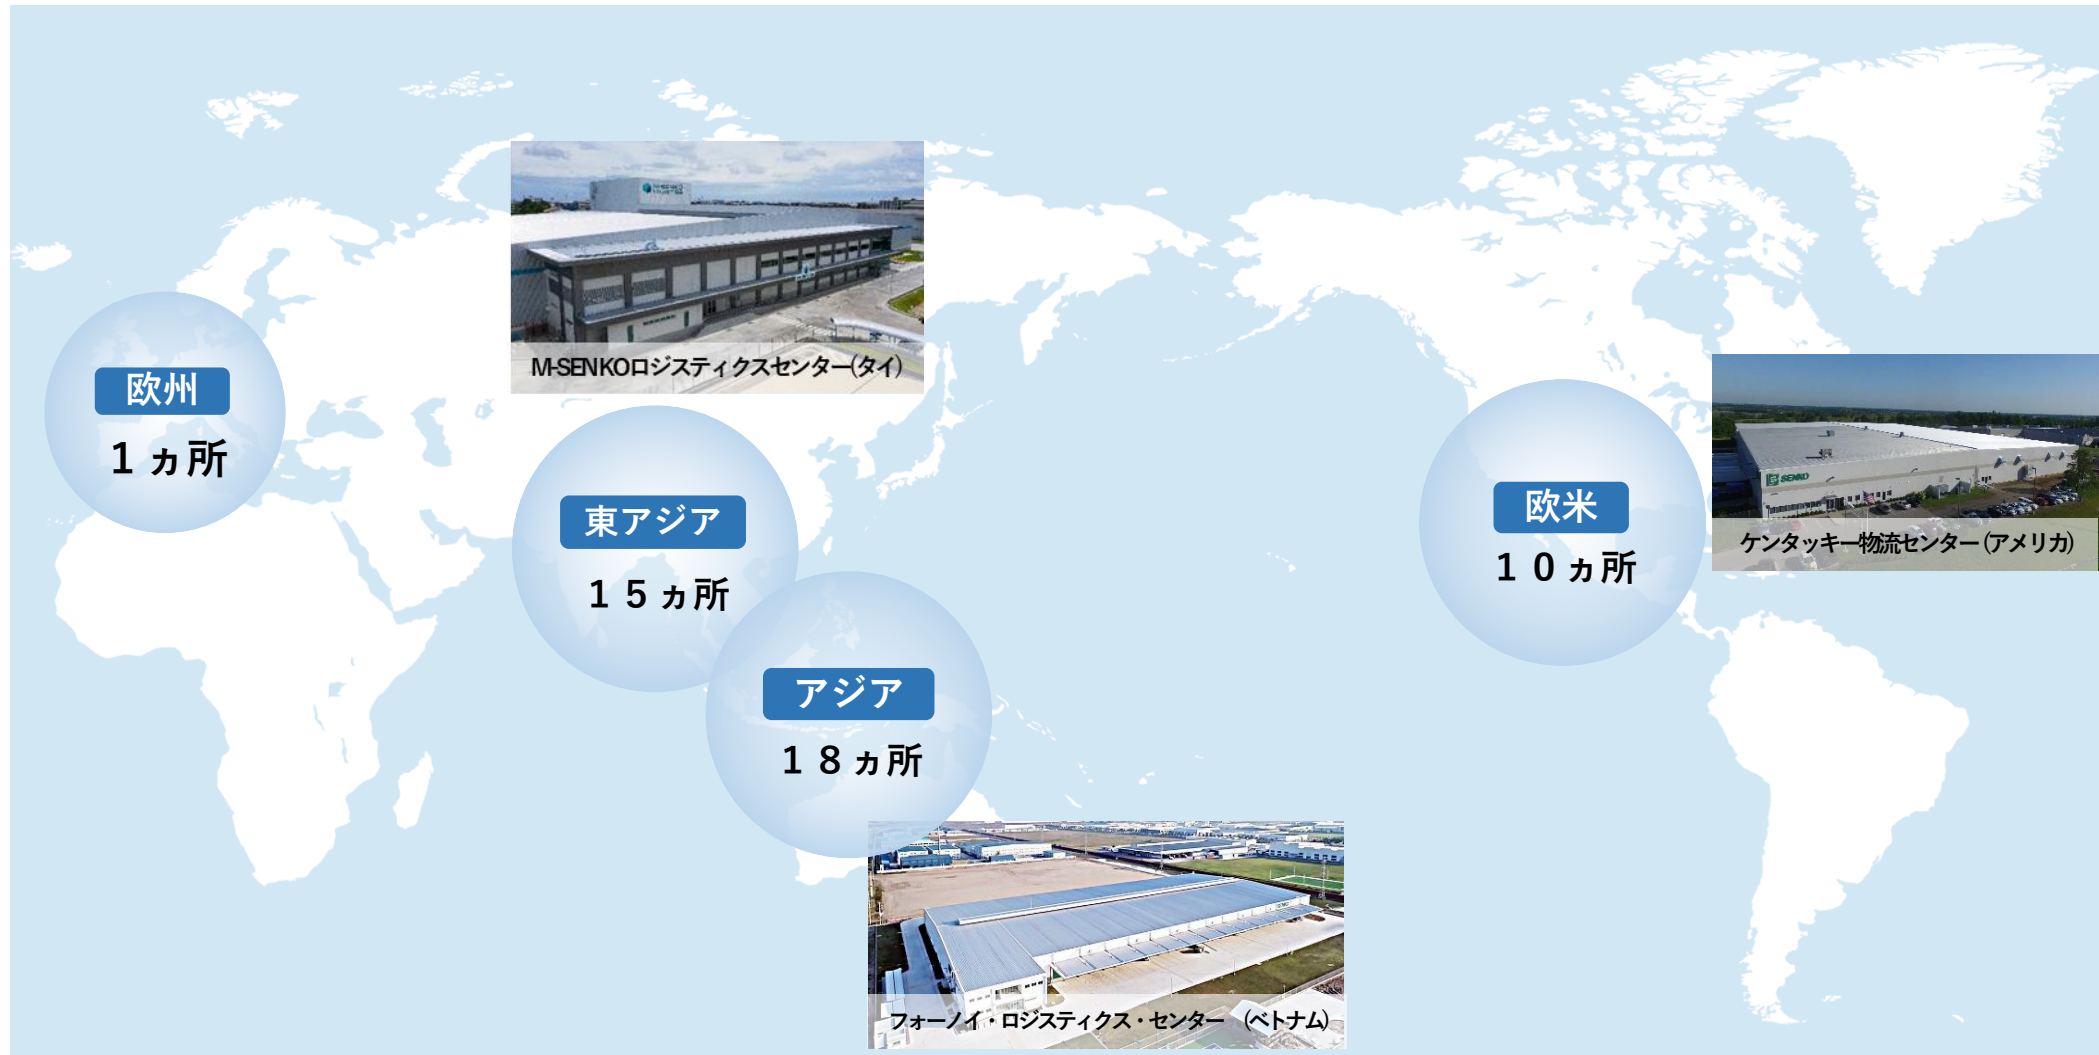 M-SENKOロジスティクスセンター(タイ)
欧州
1ヵ所
東アジア
15ヵ所
アジア
18ヵ所
欧米
10ヵ所
SENKO
ケンタッキー物流センター(アメリカ)
フォーノイ・ロジスティクス・センター (ベトナム)